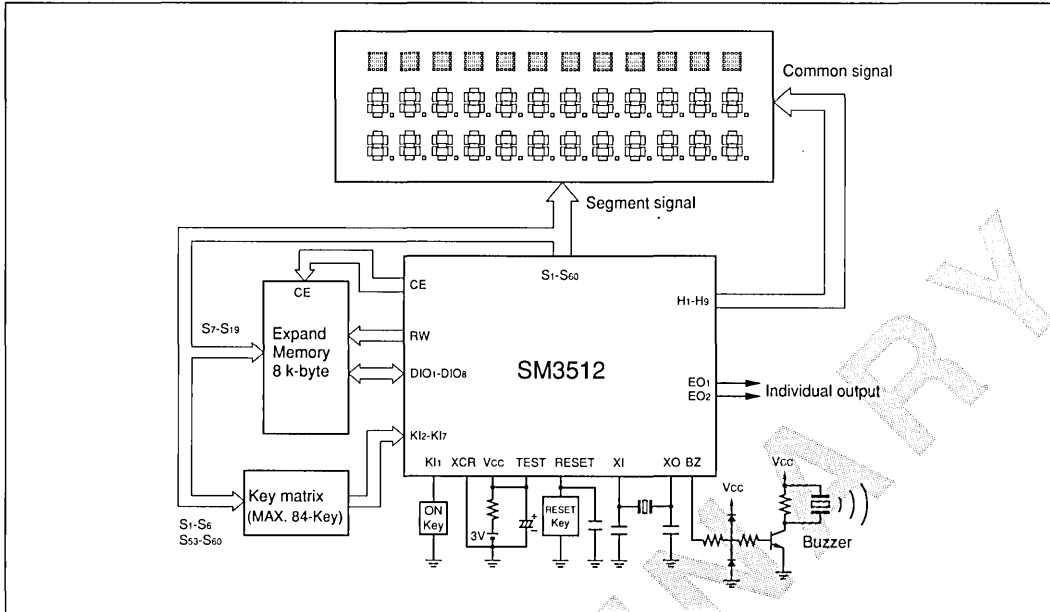 Common signal
Segment signal
S1-S60
CE
CE
H1-H9
S7-S19
Expand
Memory
8 k-byte
RW
SM3512
DIO1-DIO8
EO1
EO2
Individual output
KI2-KI7
KI1
XCR
VCC
TEST
RESET
XI
XO
BZ
VCC
VCC
Key matrix
(MAX. 84-Key)
ON
Key
3V
+
−
RESET
Key
S1-S6
S53-S60
Buzzer
MARY